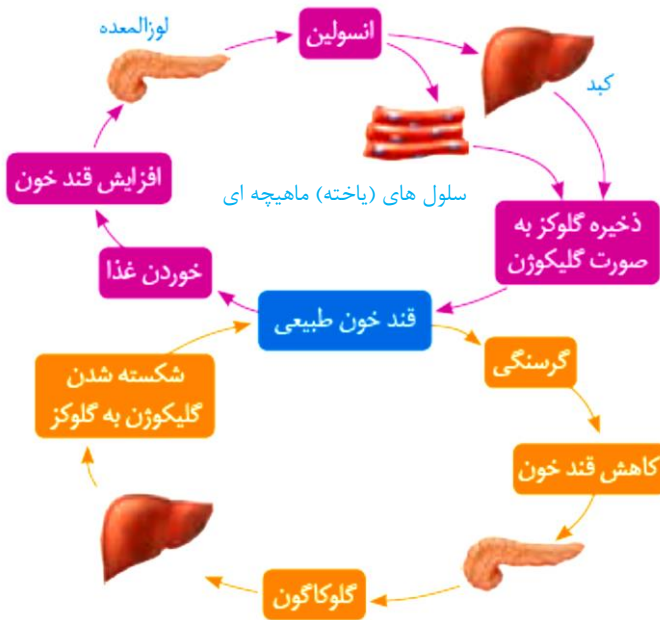 لوزالمعده
انسولین
کبد
افزایش قند خون
سلول های (یاخته) ماهیچه ای
ذخیره گلوکز به
صورت گلیکوژن
خوردن غذا
قند خون طبیعی
گرسنگی
شکسته شدن
گلیکوژن به گلوکز
کاهش قند خون
گلوکاگون